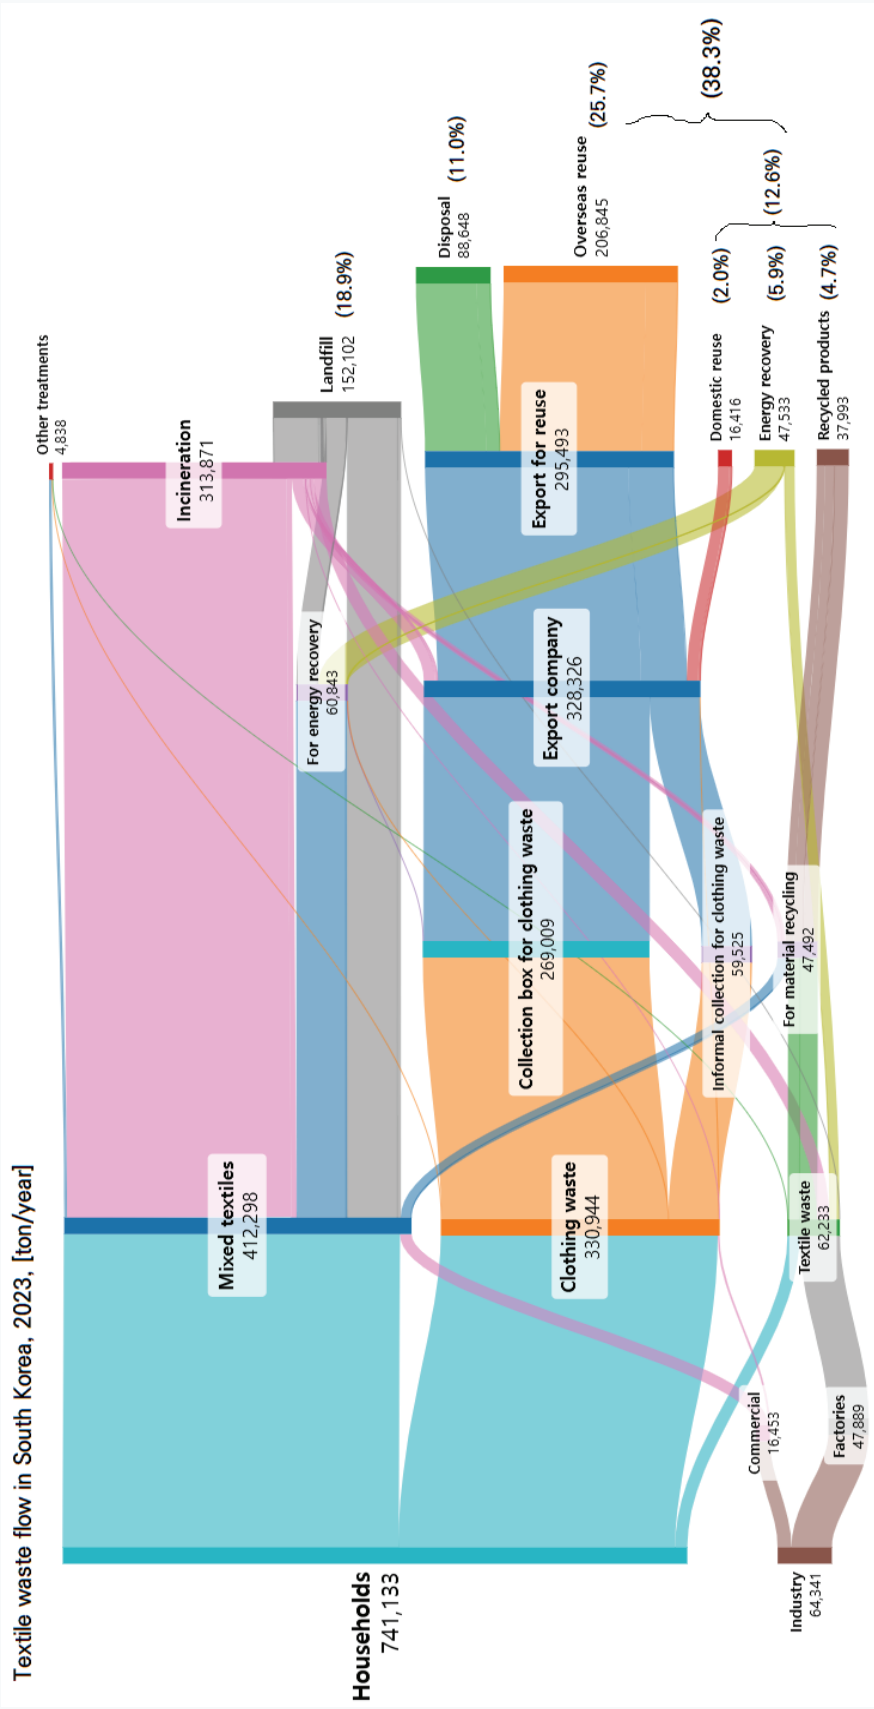 Textile waste flow in South Korea, 2023, [ton/year]
Households
741,133
Industry
64,341
Commercial
16,453
Factories
47,889
Mixed textiles
412,298
Clothing waste
330,944
Textile waste
62,233
Collection box for clothing waste
269,009
Informal collection for clothing waste
59,525
For material recycling
47,492
For energy recovery
60,843
Export company
328,326
Export for reuse
295,493
Other treatments
4,838
Incineration
313,871
Landfill
152,102
(18.9%)
Disposal
88,648
(11.0%)
Overseas reuse
206,845
(25.7%)
Domestic reuse
16,416
(2.0%)
Energy recovery
47,533
(5.9%)
Recycled products
37,993
(4.7%)
(12.6%)
(38.3%)